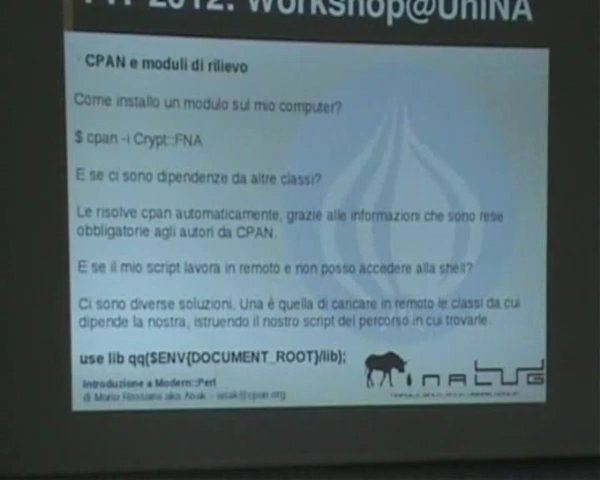 2012: Workshop@UniNA
CPAN e moduli di rilievo
Come installo un modulo sul mio computer?
$ cpan -i Crypt::FNA
E se ci sono dipendenze da altre classi?
Le risolve cpan automaticamente, grazie alle informazioni che sono rese
obbligatorie agli autori da CPAN.
E se il mio script lavora in remoto e non posso accedere alla shell?
Ci sono diverse soluzioni. Una è quella di caricare in remoto le classi da cui
dipende la nostra, istruendo il nostro script del percorso in cui trovarle.
use lib qq($ENV{DOCUMENT_ROOT}/lib);
Introduzione a Modern::Perl
di Mario Rossano aka Anak - anak@cpan.org
INALUG